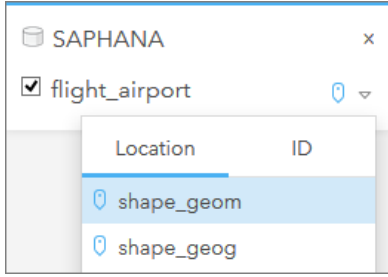 SAPHANA
flight_airport
Location ID
shape_geom
shape_geog